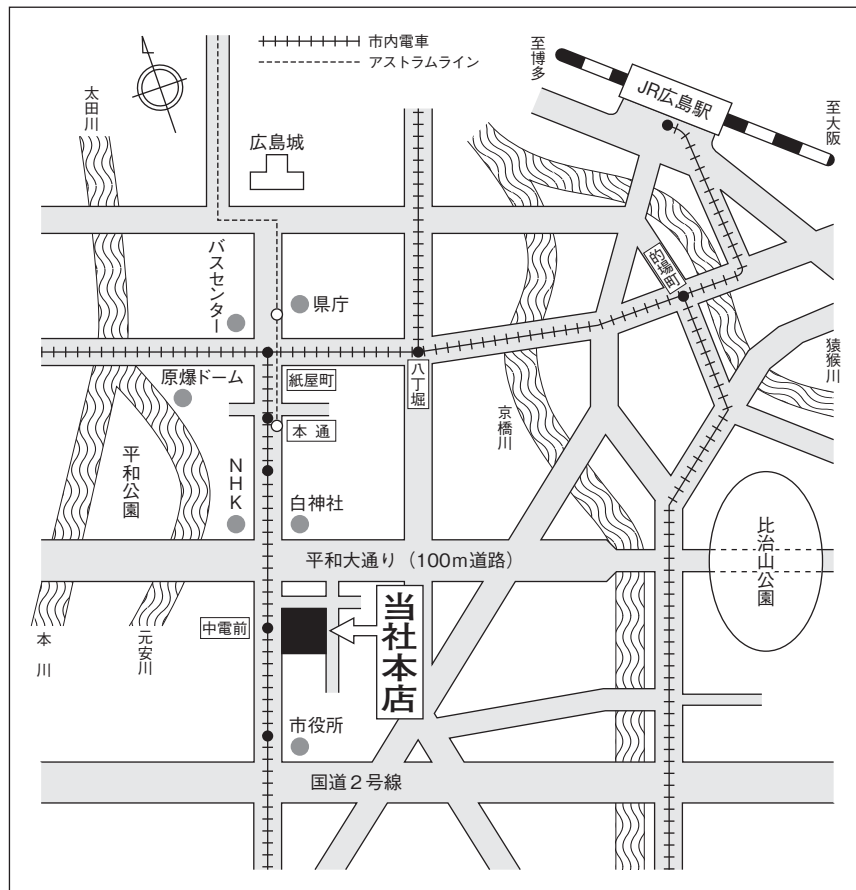 市内電車
アストラムライン
至博多
JR広島駅
至大阪
太田川
広島城
バスセンター
県庁
的場町
猿猴川
原爆ドーム
紙屋町
八丁堀
本通
京橋川
平和公園
NHK
白神社
平和大通り（100m道路）
比治山公園
本川
元安川
中電前
当社本店
市役所
国道2号線